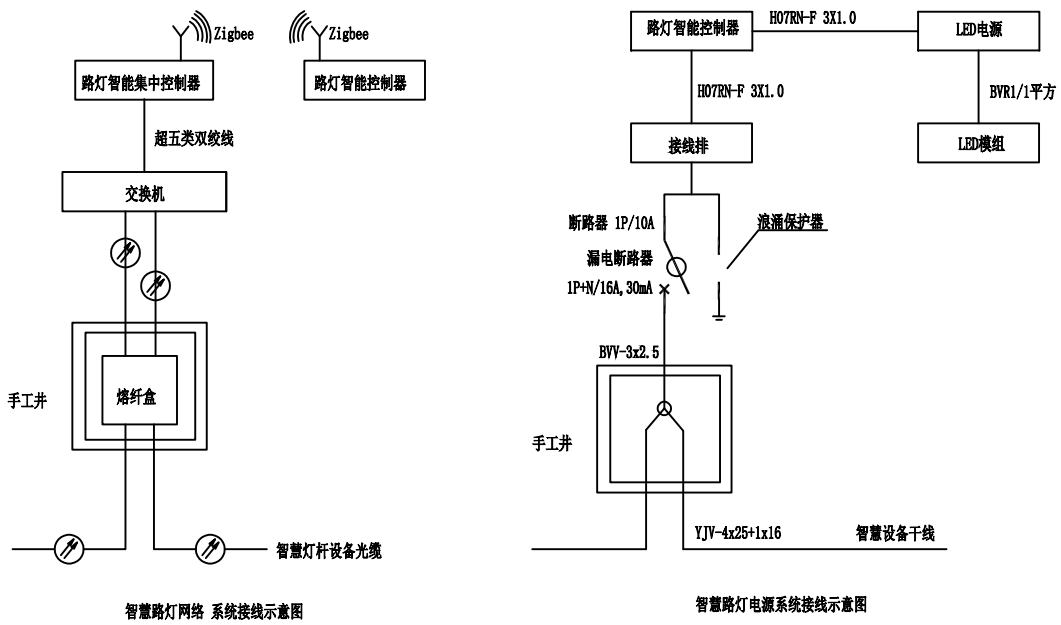 Zigbee
Zigbee
路灯智能集中控制器
路灯智能控制器
超五类双绞线
交换机
熔纤盒
手工井
智慧灯杆设备光缆
智慧路灯网络 系统接线示意图
路灯智能控制器
H07RN-F 3X1.0
LED电源
H07RN-F 3X1.0
BVR1/1平方
接线排
LED模组
断路器 1P/10A
浪涌保护器
漏电断路器
1P+N/16A,30mA
BVV-3x2.5
手工井
YJV-4x25+1x16
智慧设备干线
智慧路灯电源系统接线示意图